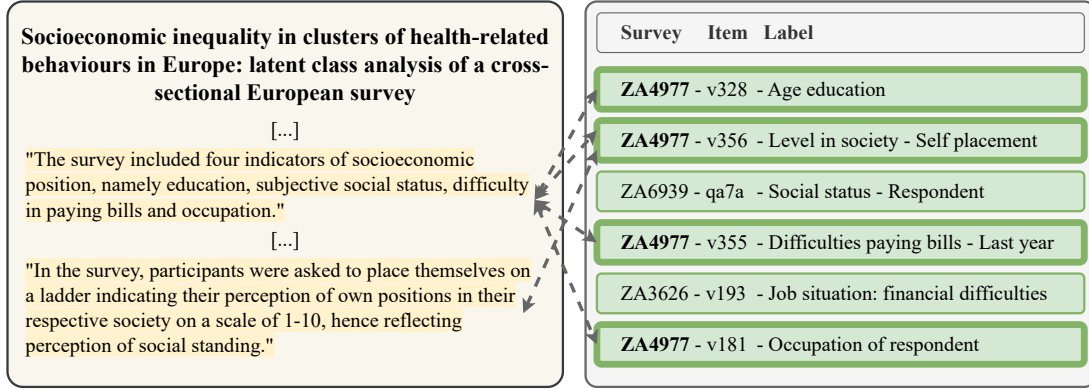 Socioeconomic inequality in clusters of health-related
behaviours in Europe: latent class analysis of a cross-
sectional European survey
[...]
"The survey included four indicators of socioeconomic
position, namely education, subjective social status, difficulty
in paying bills and occupation."
[...]
"In the survey, participants were asked to place themselves on
a ladder indicating their perception of own positions in their
respective society on a scale of 1-10, hence reflecting
perception of social standing."
Survey Item Label
ZA4977 - v328 - Age education
ZA4977 - v356 - Level in society - Self placement
ZA6939 - qa7a - Social status - Respondent
ZA4977 - v355 - Difficulties paying bills - Last year
ZA3626 - v193 - Job situation: financial difficulties
ZA4977 - v181 - Occupation of respondent